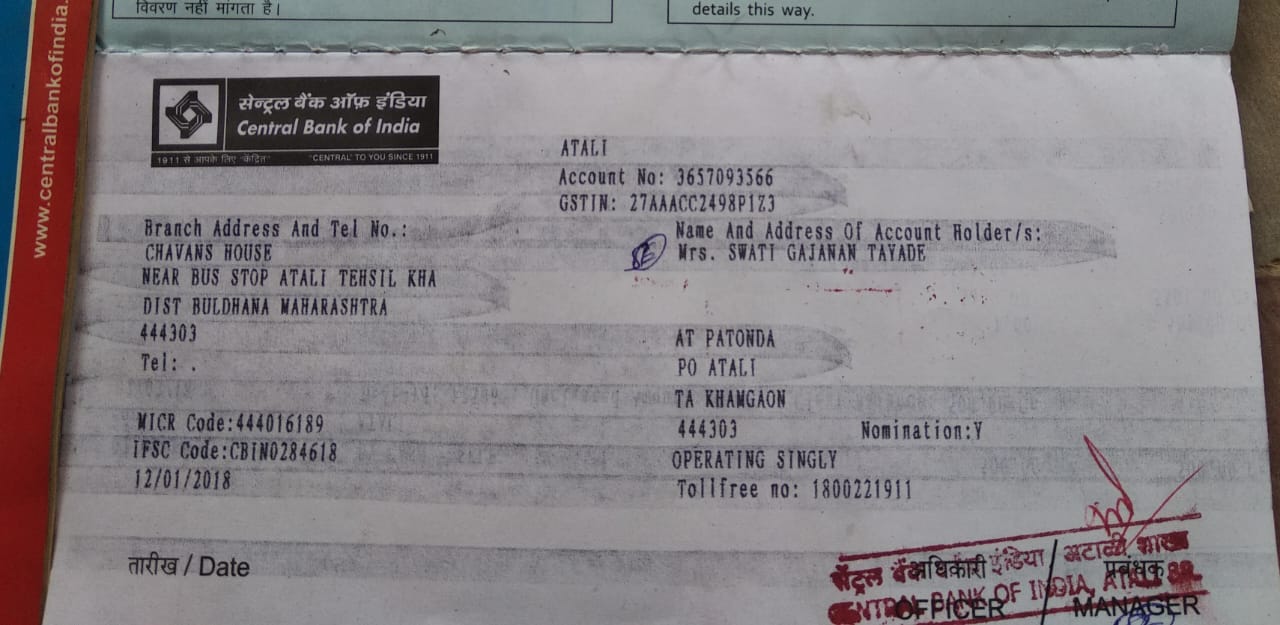 विवरण नहीं मांगता है।
details this way.
www.centralbankofindia.
सेन्ट्रल बैंक ऑफ़ इंडिया
Central Bank of India
1911 से आपके लिए "केंद्रित" "CENTRAL" TO YOU SINCE 1911
ATALI
Account No: 3657093566
GSTIN: 27AAACC2498P1Z3
Branch Address And Tel No.:
CHAVANS HOUSE
NEAR BUS STOP ATALI TEHSIL KHA
DIST BULDHANA MAHARASHTRA
444303
Tel: .
MICR Code:444016189
IFSC Code:CBIN0284618
12/01/2018
Name And Address Of Account Holder/s:
Mrs. SWATI GAJANAN TAYADE
AT PATONDA
PO ATALI
TA KHAMGAON
444303 Nomination:Y
OPERATING SINGLY
Tollfree no: 1800221911
तारीख / Date
अधिकारी / प्रबंधक
OFFICER / MANAGER
सेंट्रल बैंक इंडिया अटाळी शाखा
CENTRAL BANK OF INDIA, ATALI BR.